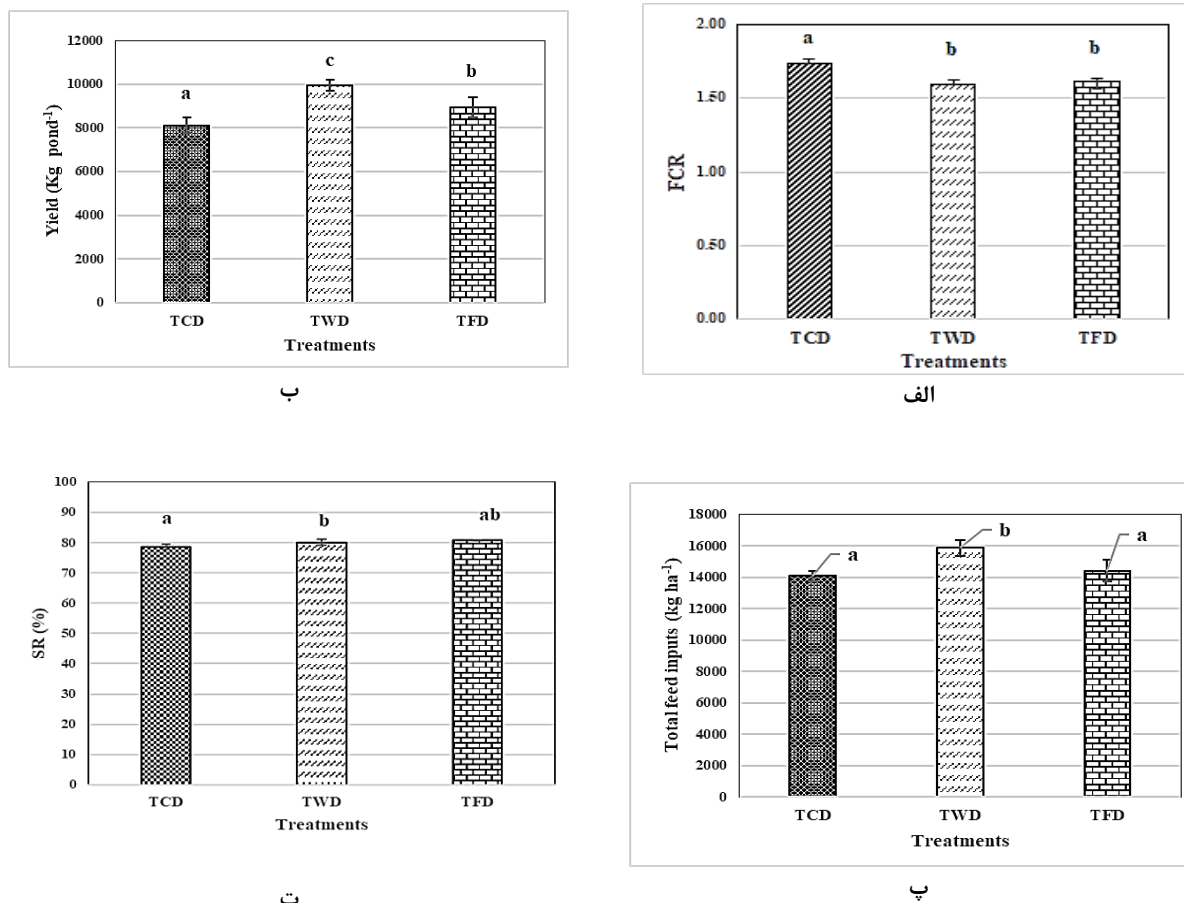 12000
10000
8000
6000
4000
2000
0
Yield (Kg pond-1)
a
c
b
TCD TWD TFD
Treatments
ب
2.00
1.50
1.00
0.50
0.00
FCR
a
b
b
TCD TWD TFD
Treatments
الف
100
90
80
70
60
50
40
30
20
10
0
SR (%)
a
b
ab
TCD TWD TFD
Treatments
ت
18000
16000
14000
12000
10000
8000
6000
4000
2000
0
Total feed inputs (kg ha-1)
a
b
a
TCD TWD TFD
Treatments
پ